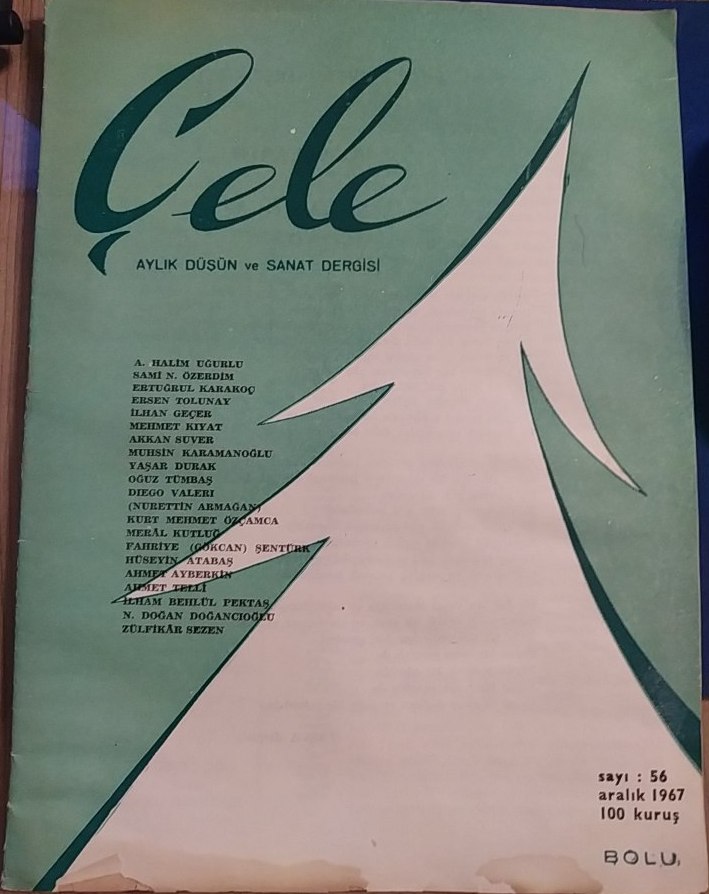 Çele
AYLIK DÜŞÜN ve SANAT DERGİSİ
A. HALİM UĞURLU
SAMİ N. ÖZERDİM
ERTUĞRUL KARAKOÇ
ERSEN TOLUNAY
İLHAN GEÇER
MEHMET KIYAT
AKKAN SUVER
MUHSİN KARAMANOĞLU
YAŞAR DURAK
OĞUZ TÜMBAŞ
DIEGO VALERI
(NURETTİN ARMAĞAN)
KURT MEHMET ÖZÇAMCA
MERÂL KUTLUĞ
FAHRİYE (GÖKCAN) ŞENTÜRK
HÜSEYİN ATABAŞ
AHMET AYBERKİN
AHMET TELLİ
İLHAM BEHLÜL PEKTAŞ
N. DOĞAN DOĞANCIOĞLU
ZÜLFİKÂR SEZEN
sayı : 56
aralık 1967
100 kuruş
BOLU